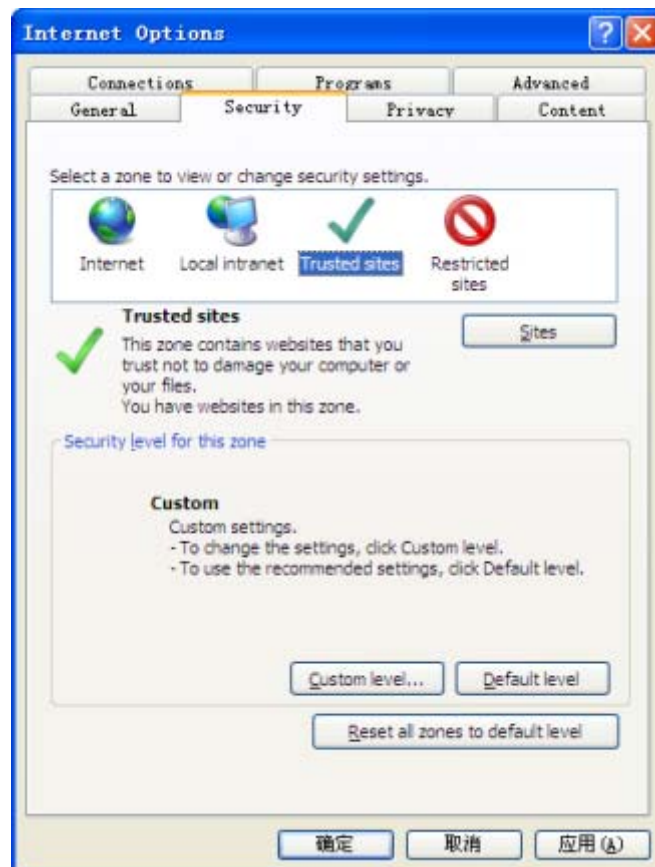 Internet Options
Connections Programs Advanced
General Security Privacy Content
Select a zone to view or change security settings.
Internet Local intranet Trusted sites Restricted sites
Trusted sites
Sites
This zone contains websites that you
trust not to damage your computer or
your files.
You have websites in this zone.
Security level for this zone
Custom
Custom settings.
- To change the settings, click Custom level.
- To use the recommended settings, click Default level.
Custom level... Default level
Reset all zones to default level
确定 取消 应用(A)